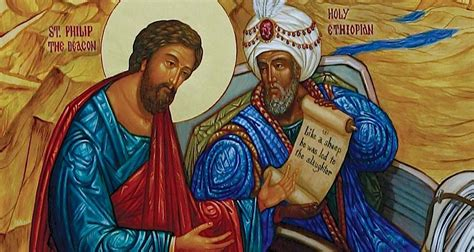 ST. PHILIP
THE DEACON
HOLY
ETHIOPIAN
Like a sheep
he was led to
the slaughter